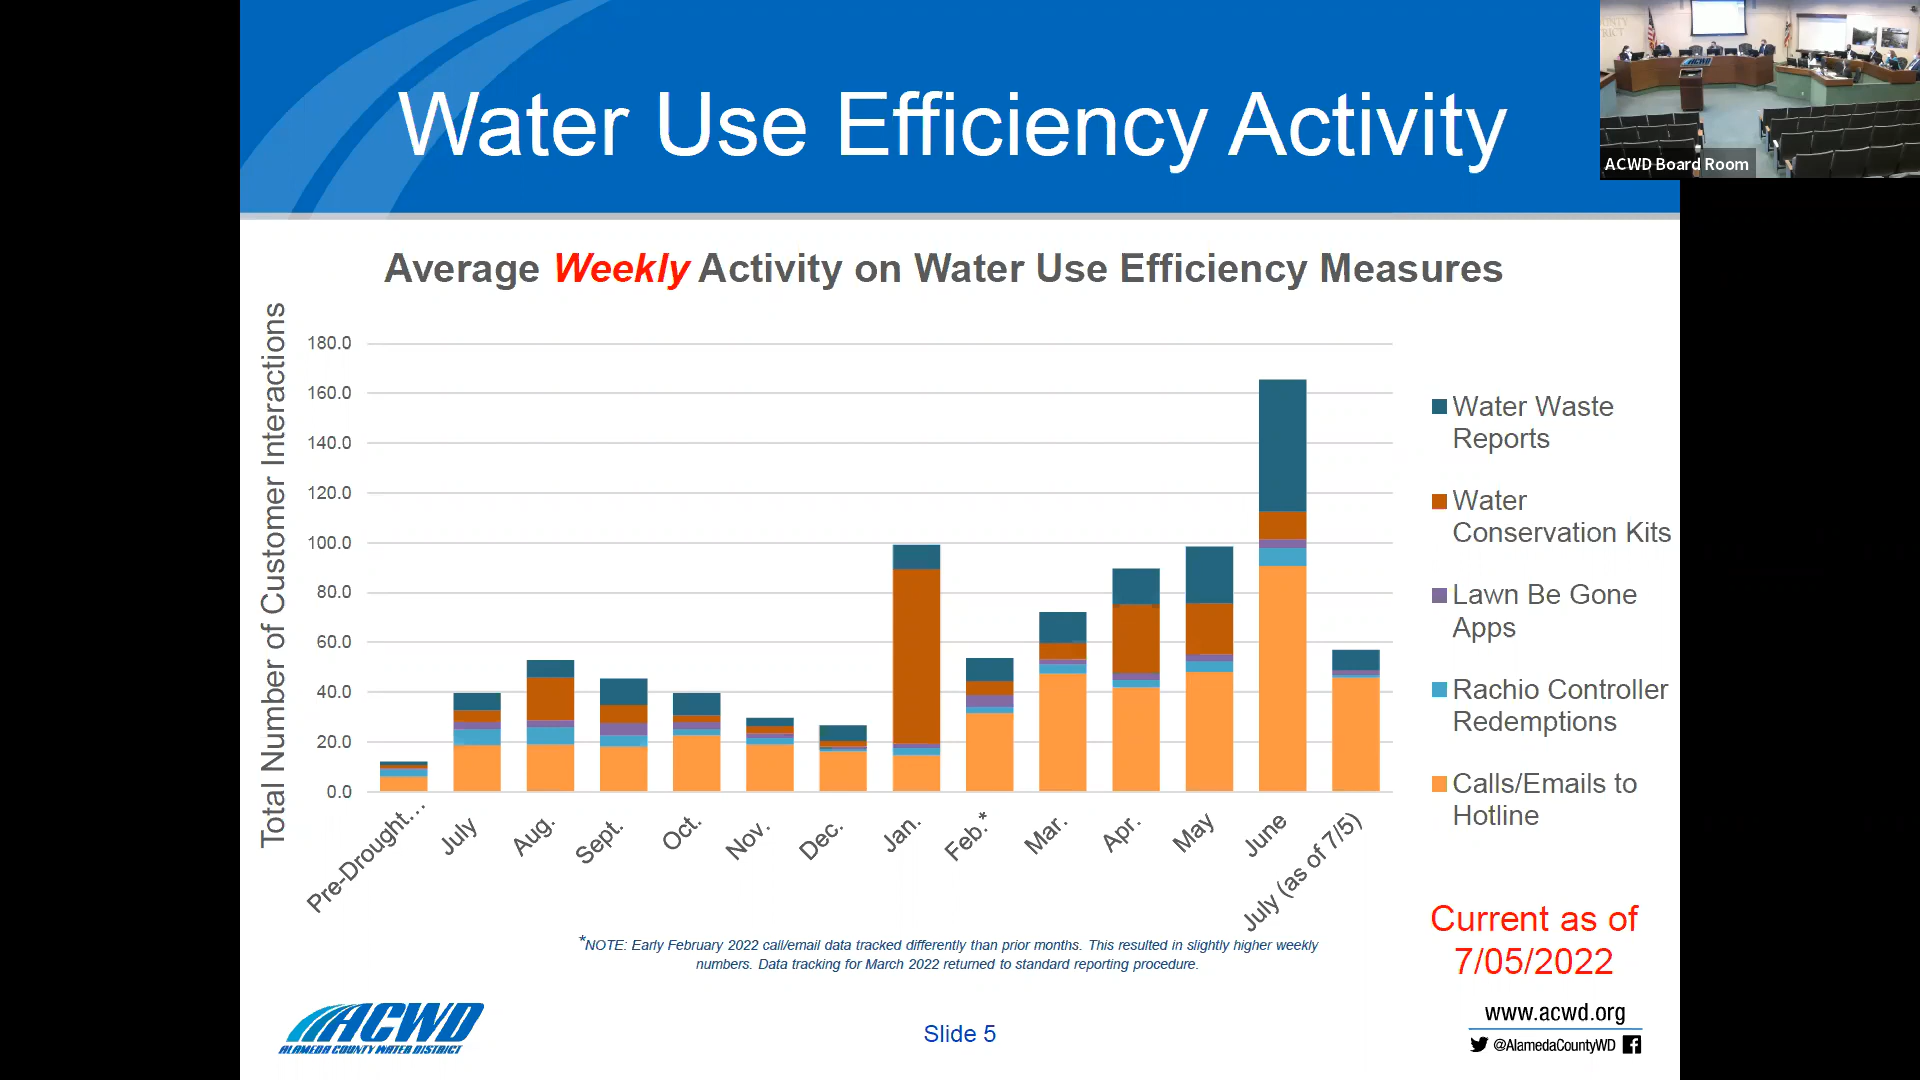 Water Use Efficiency Activity
ACWD
ACWD Board Room
Average Weekly Activity on Water Use Efficiency Measures
Total Number of Customer Interactions
180.0
160.0
140.0
120.0
100.0
80.0
60.0
40.0
20.0
0.0
Pre-Drought...
July
Aug.
Sept.
Oct.
Nov.
Dec.
Jan.
Feb.*
Mar.
Apr.
May
June
July (as of 7/5)
Water Waste
Reports
Water
Conservation Kits
Lawn Be Gone
Apps
Rachio Controller
Redemptions
Calls/Emails to
Hotline
*NOTE: Early February 2022 call/email data tracked differently than prior months. This resulted in slightly higher weekly
numbers. Data tracking for March 2022 returned to standard reporting procedure.
Current as of
7/05/2022
ACWD
ALAMEDA COUNTY WATER DISTRICT
Slide 5
www.acwd.org
@AlamedaCountyWD